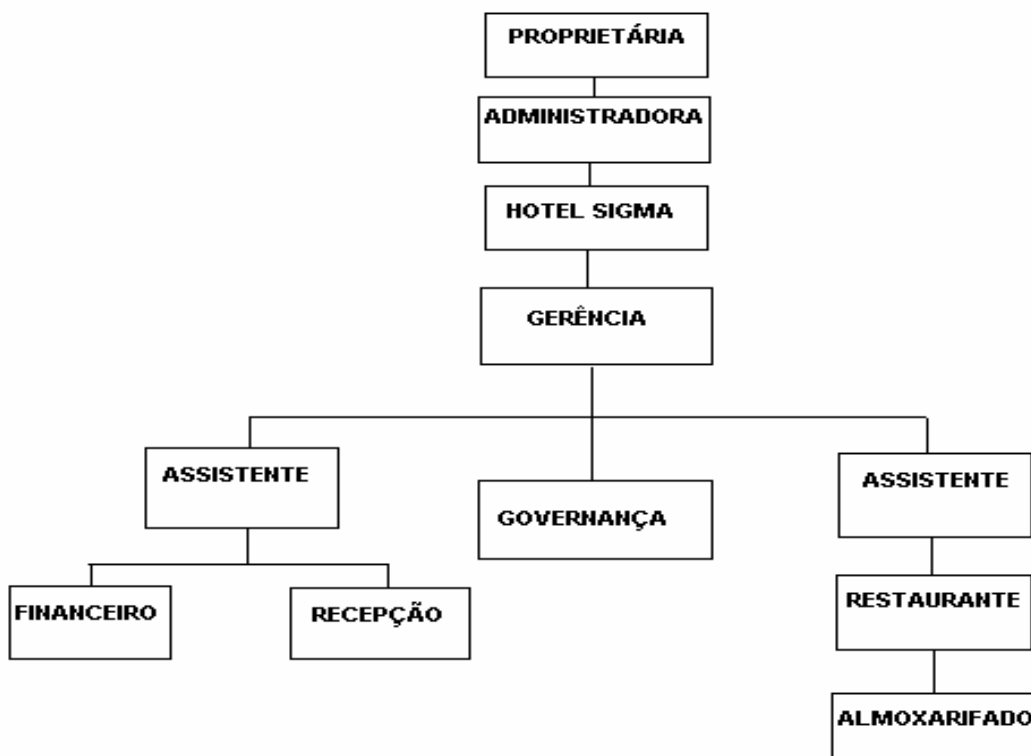 PROPRIETÁRIA
ADMINISTRADORA
HOTEL SIGMA
GERÊNCIA
ASSISTENTE
GOVERNANÇA
ASSISTENTE
FINANCEIRO
RECEPÇÃO
RESTAURANTE
ALMOXARIFADO